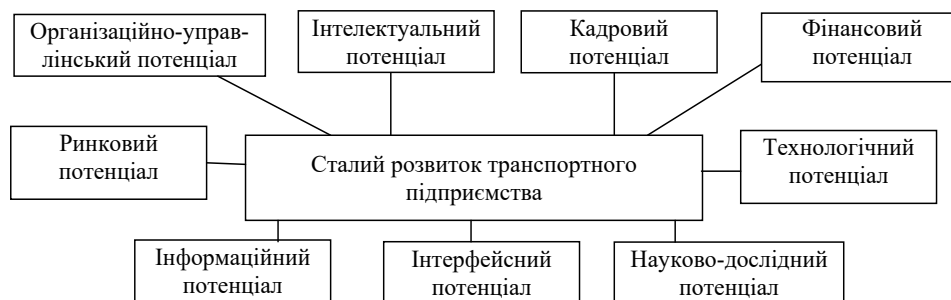 Організаційно-управ-
лінський потенціал
Інтелектуальний
потенціал
Кадровий
потенціал
Фінансовий
потенціал
Ринковий
потенціал
Сталий розвиток транспортного
підприємства
Технологічний
потенціал
Інформаційний
потенціал
Інтерфейсний
потенціал
Науково-дослідний
потенціал